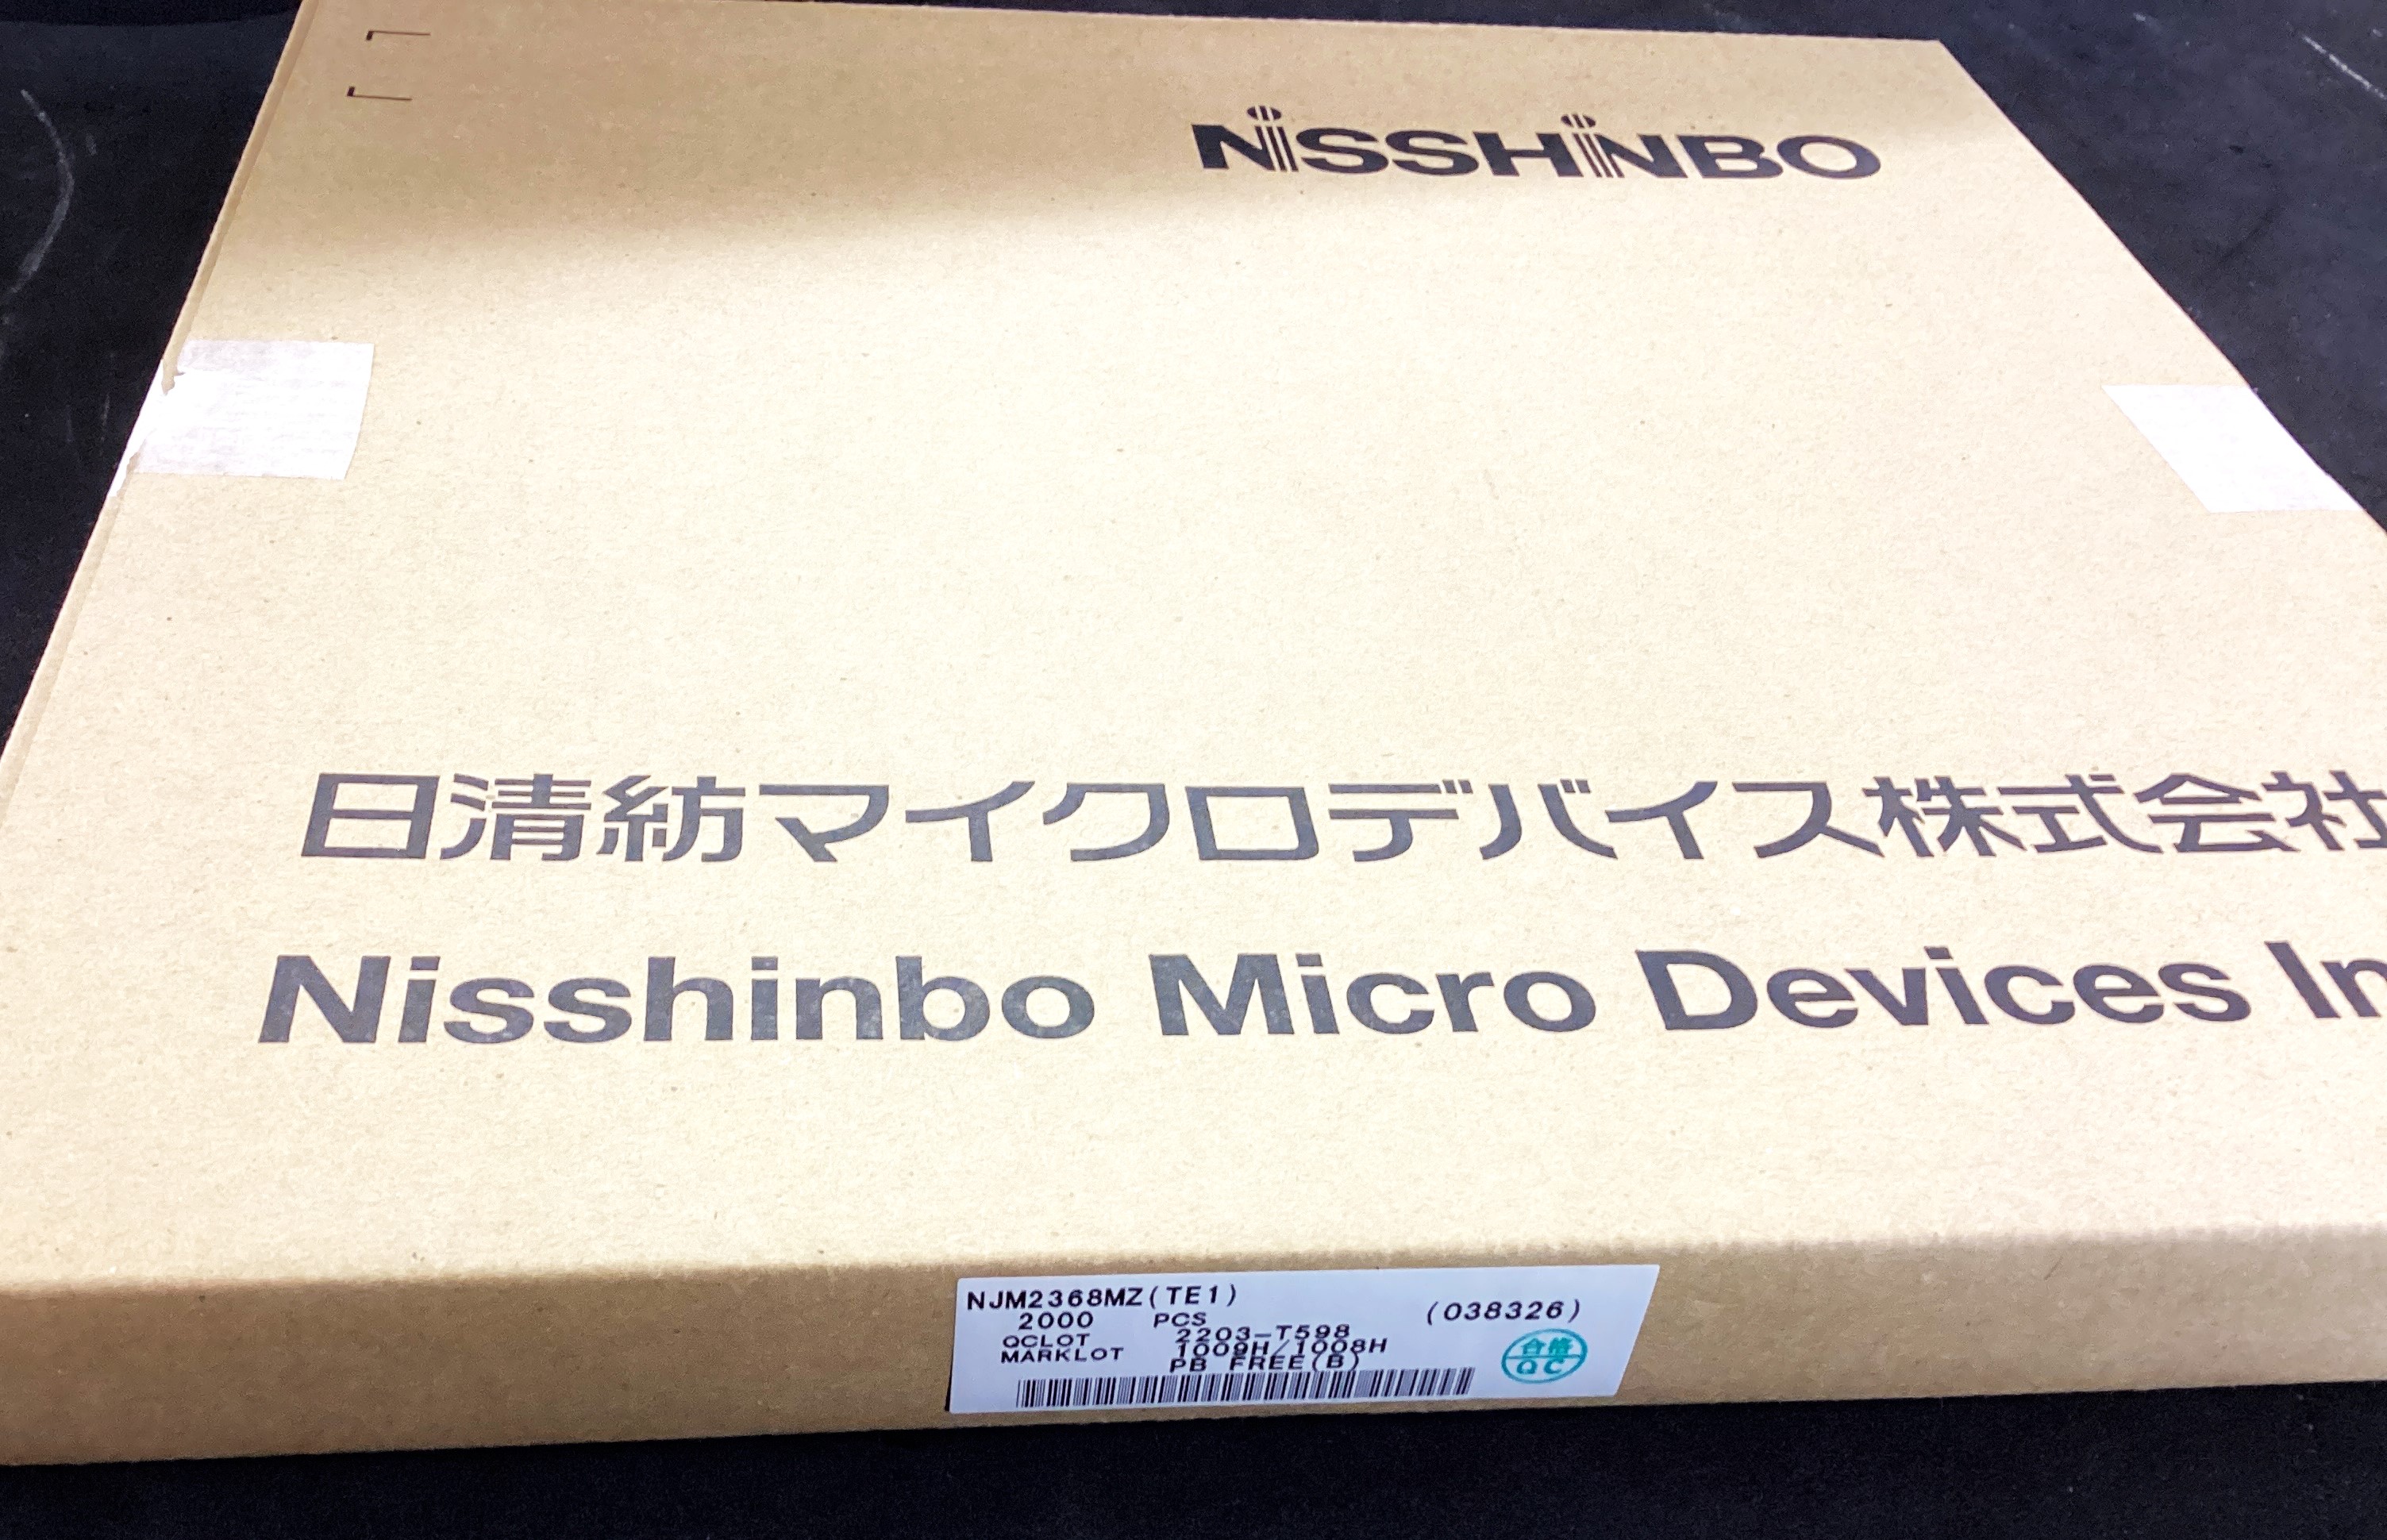 NiSSHiNBO
日清紡マイクロデバイス株式会社
Nisshinbo Micro Devices In
NJM2368MZ(TE1)
(038326)
2000 PCS
QCLOT 2203-T598
MARKLOT 1009H/1008H
PB FREE(B)
合格
QC